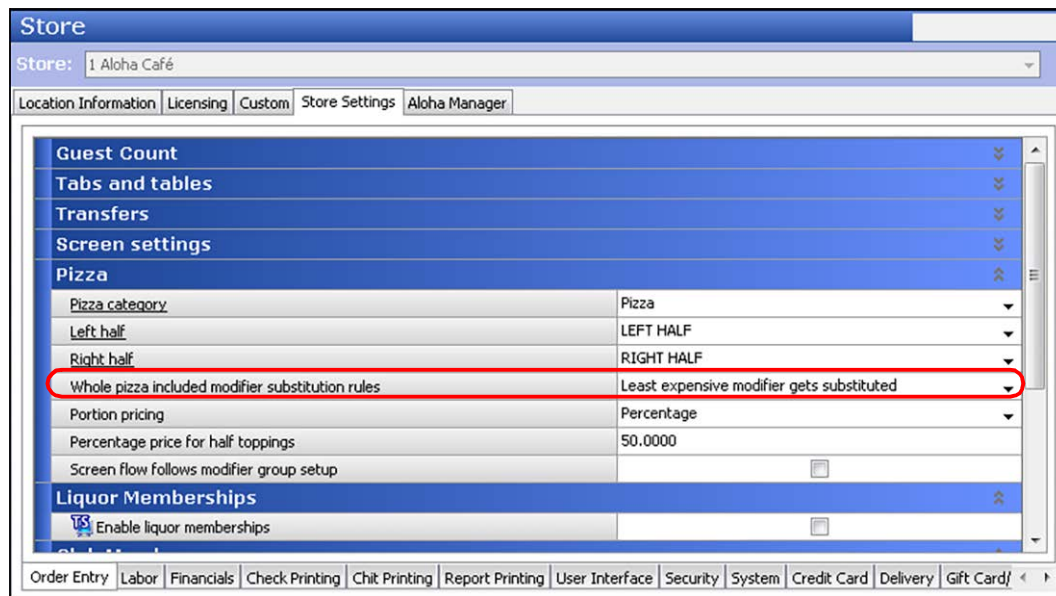 Store
Store: 1 Aloha Café
Location Information Licensing Custom Store Settings Aloha Manager
Guest Count
Tabs and tables
Transfers
Screen settings
Pizza
Pizza category Pizza
Left half LEFT HALF
Right half RIGHT HALF
Whole pizza included modifier substitution rules Least expensive modifier gets substituted
Portion pricing Percentage
Percentage price for half toppings 50.0000
Screen flow follows modifier group setup
Liquor Memberships
TS Enable liquor memberships
Order Entry Labor Financials Check Printing Chit Printing Report Printing User Interface Security System Credit Card Delivery Gift Card/